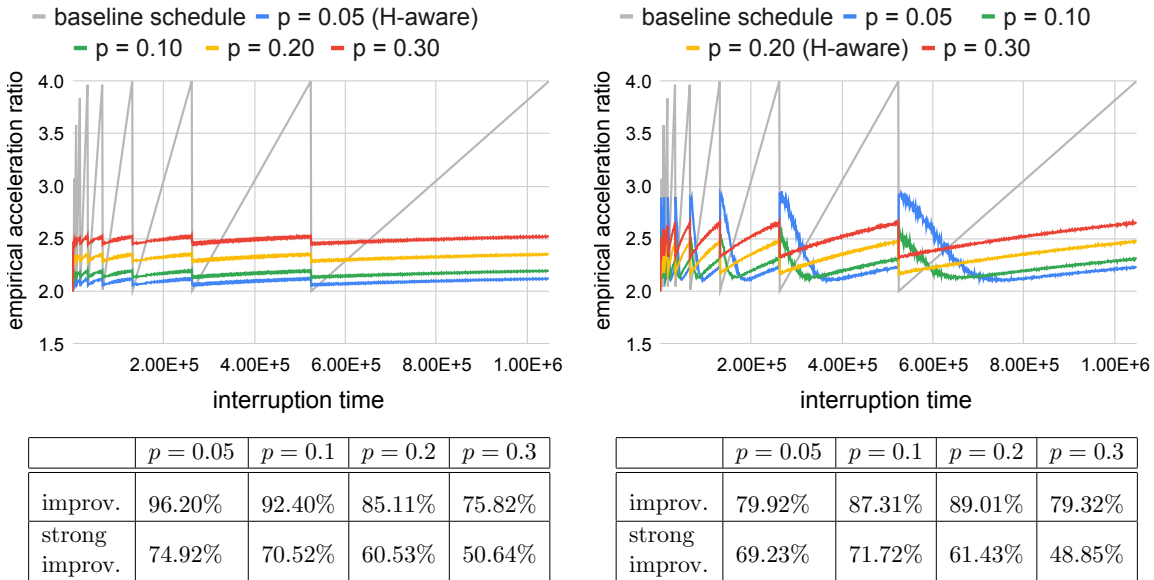 baseline schedule p = 0.05 (H-aware)
p = 0.10 p = 0.20 p = 0.30
empirical acceleration ratio
4.0
3.5
3.0
2.5
2.0
1.5
2.00E+5 4.00E+5 6.00E+5 8.00E+5 1.00E+6
interruption time
p = 0.05 p = 0.1 p = 0.2 p = 0.3
improv. 96.20% 92.40% 85.11% 75.82%
strong
improv. 74.92% 70.52% 60.53% 50.64%
baseline schedule p = 0.05 p = 0.10
p = 0.20 (H-aware) p = 0.30
empirical acceleration ratio
4.0
3.5
3.0
2.5
2.0
1.5
2.00E+5 4.00E+5 6.00E+5 8.00E+5 1.00E+6
interruption time
p = 0.05 p = 0.1 p = 0.2 p = 0.3
improv. 79.92% 87.31% 89.01% 79.32%
strong
improv. 69.23% 71.72% 61.43% 48.85%